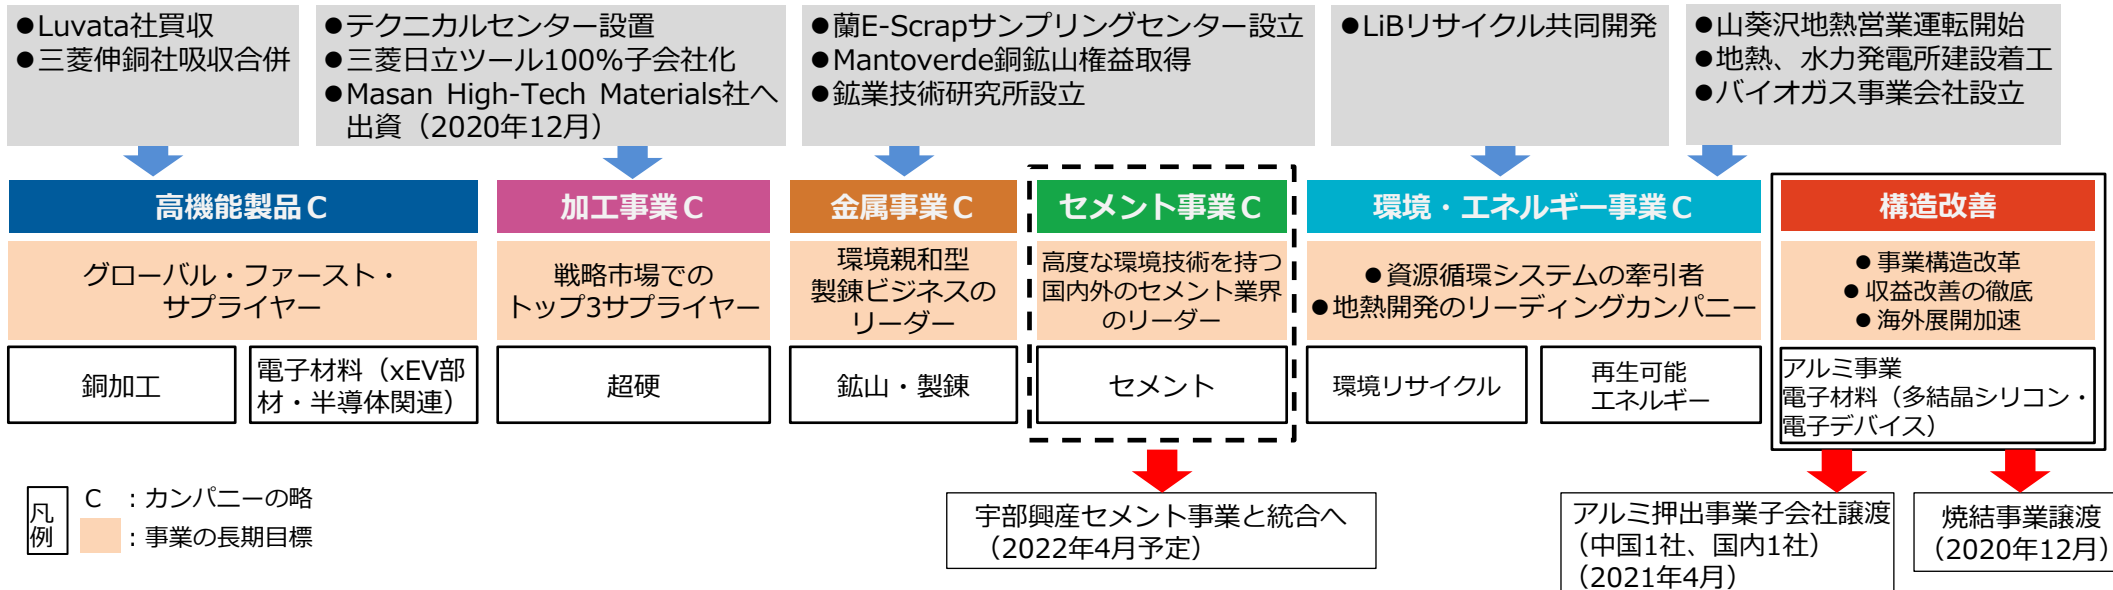 ●Luvata社買収
●三菱伸銅社吸収合併
●テクニカルセンター設置
●三菱日立ツール100%子会社化
●Masan High-Tech Materials社へ
出資（2020年12月）
●蘭E-Scrapサンプリングセンター設立
●Mantoverde銅鉱山権益取得
●鉱業技術研究所設立
●LiBリサイクル共同開発
●山葵沢地熱営業運転開始
●地熱、水力発電所建設着工
●バイオガス事業会社設立
高機能製品C
加工事業C
金属事業C
セメント事業C
環境・エネルギー事業C
構造改善
グローバル・ファースト・
サプライヤー
戦略市場での
トップ3サプライヤー
環境親和型
製錬ビジネスの
リーダー
高度な環境技術を持つ
国内外のセメント業界
のリーダー
●資源循環システムの牽引者
●地熱開発のリーディングカンパニー
●事業構造改革
●収益改善の徹底
●海外展開加速
銅加工
電子材料（xEV部
材・半導体関連）
超硬
鉱山・製錬
セメント
環境リサイクル
再生可能
エネルギー
アルミ事業
電子材料（多結晶シリコン・
電子デバイス）
凡
例
C ：カンパニーの略
：事業の長期目標
宇部興産セメント事業と統合へ
（2022年4月予定）
アルミ押出事業子会社譲渡
（中国1社、国内1社）
（2021年4月）
焼結事業譲渡
（2020年12月）